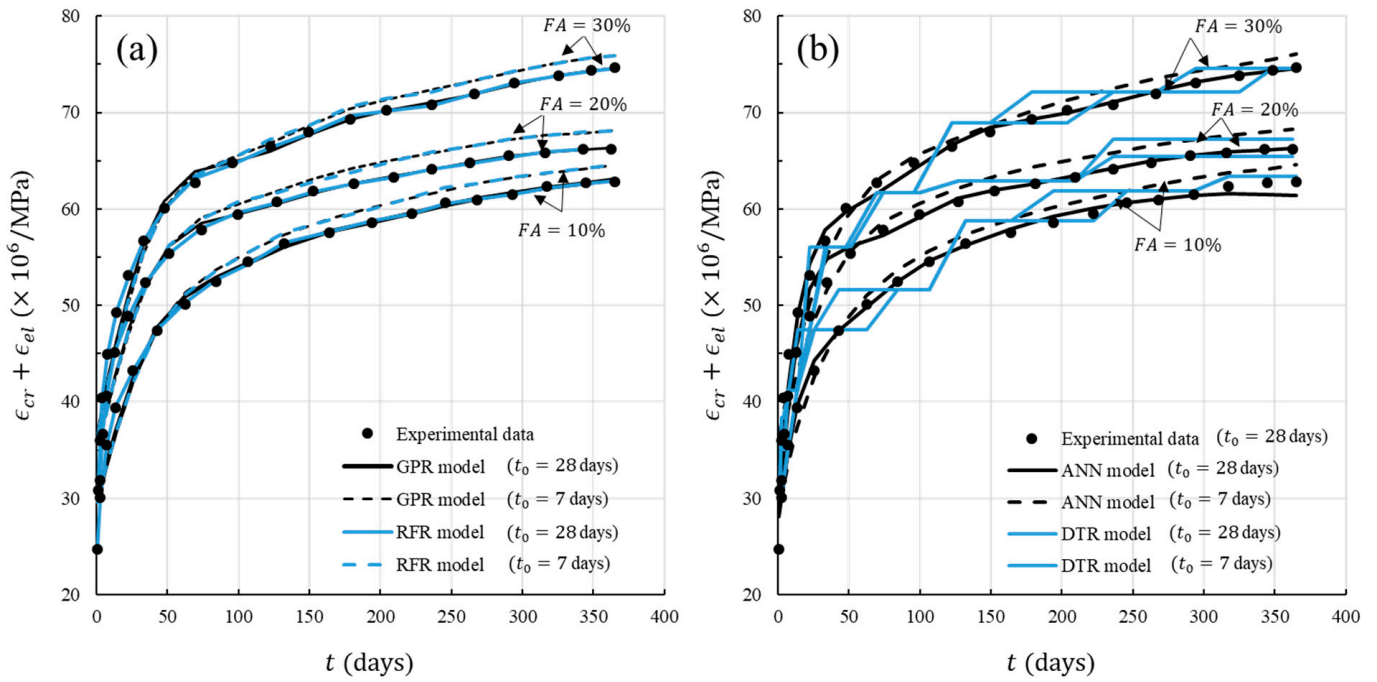 (a)
FA = 30%
FA = 20%
FA = 10%
80
70
60
50
40
30
20
ϵcr + ϵel (× 10⁶/MPa)
Experimental data
GPR model (t₀ = 28 days)
GPR model (t₀ = 7 days)
RFR model (t₀ = 28 days)
RFR model (t₀ = 7 days)
0 50 100 150 200 250 300 350 400
t (days)
(b)
FA = 30%
FA = 20%
FA = 10%
80
70
60
50
40
30
20
ϵcr + ϵel (× 10⁶/MPa)
Experimental data (t₀ = 28 days)
ANN model (t₀ = 28 days)
ANN model (t₀ = 7 days)
DTR model (t₀ = 28 days)
DTR model (t₀ = 7 days)
0 50 100 150 200 250 300 350 400
t (days)